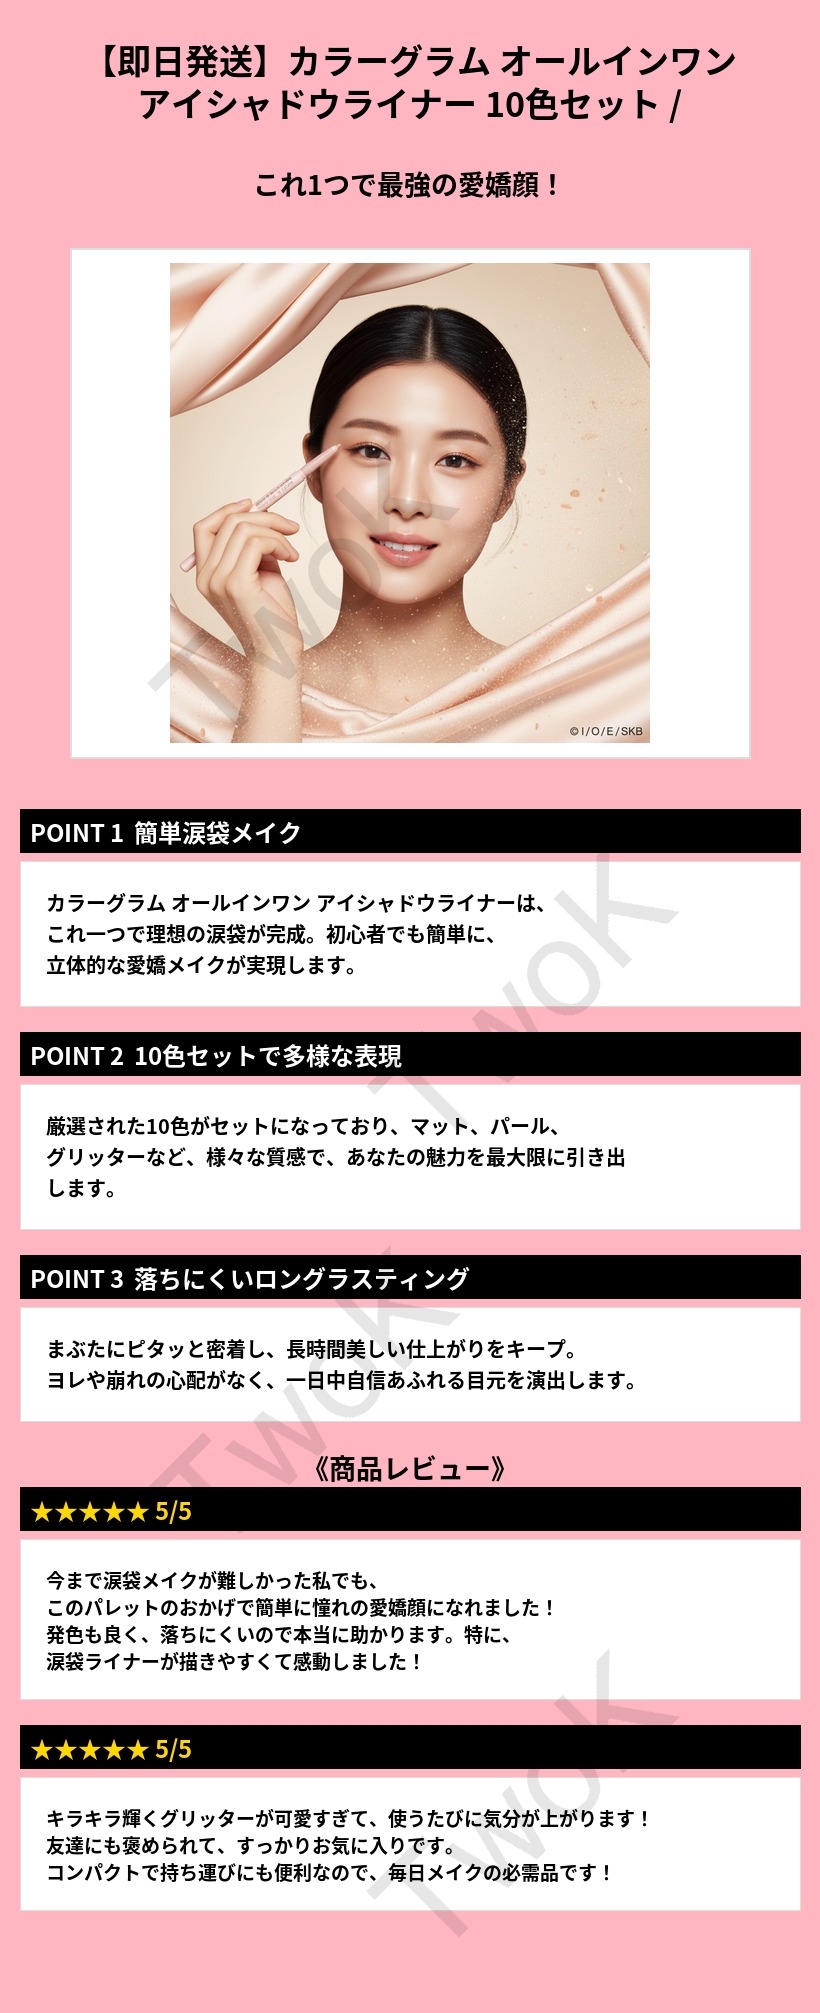 【即日発送】カラーグラム オールインワン
アイシャドウライナー 10色セット /
これ1つで最強の愛嬌顔！
©I/O/E/SKB
POINT 1 簡単涙袋メイク
カラーグラム オールインワン アイシャドウライナーは、
これ一つで理想の涙袋が完成。初心者でも簡単に、
立体的な愛嬌メイクが実現します。
POINT 2 10色セットで多様な表現
厳選された10色がセットになっており、マット、パール、
グリッターなど、様々な質感で、あなたの魅力を最大限に引き出
します。
POINT 3 落ちにくいロングラスティング
まぶたにピタッと密着し、長時間美しい仕上がりをキープ。
ヨレや崩れの心配がなく、一日中自信あふれる目元を演出します。
《商品レビュー》
★★★★★ 5/5
今まで涙袋メイクが難しかった私でも、
このパレットのおかげで簡単に憧れの愛嬌顔になれました！
発色も良く、落ちにくいので本当に助かります。特に、
涙袋ライナーが描きやすくて感動しました！
★★★★★ 5/5
キラキラ輝くグリッターが可愛すぎて、使うたびに気分が上がります！
友達にも褒められて、すっかりお気に入りです。
コンパクトで持ち運びにも便利なので、毎日メイクの必需品です！
TwoK
TwoK
TwoK
TwoK